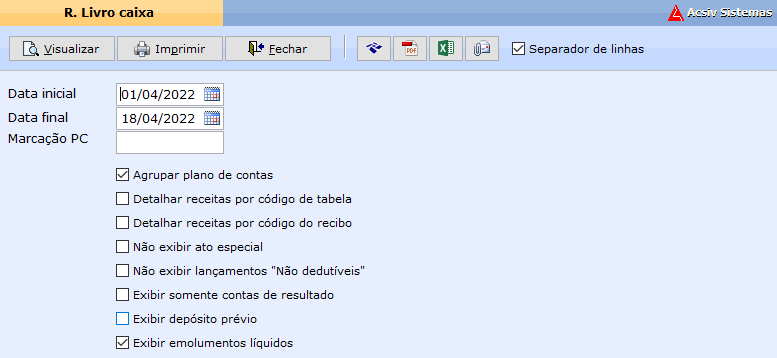 R. Livro caixa
Acsiv Sistemas
Visualizar Imprimir Fechar PDF Separador de linhas
Data inicial 01/04/2022
Data final 18/04/2022
Marcação PC
Agrupar plano de contas
Detalhar receitas por código de tabela
Detalhar receitas por código do recibo
Não exibir ato especial
Não exibir lançamentos "Não dedutíveis"
Exibir somente contas de resultado
Exibir depósito prévio
Exibir emolumentos líquidos